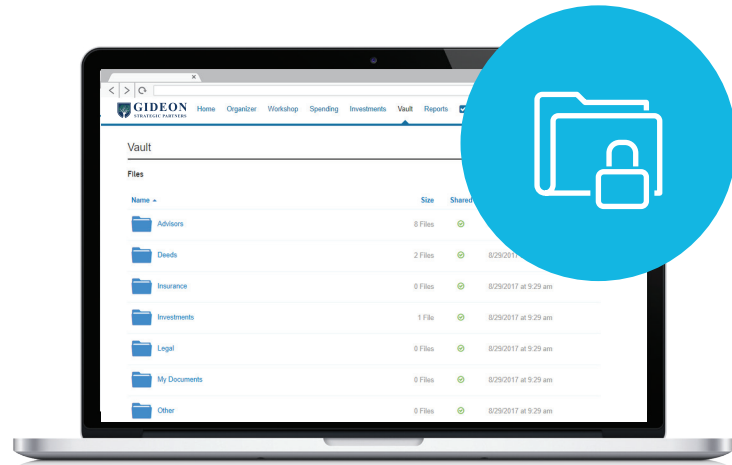 GIDEON
STRATEGIC PARTNERS
Home Organizer Workshop Spending Investments Vault Reports
Vault
Files
Name Size Shared
Advisors 8 Files
Deeds 2 Files 8/29/2017
Insurance 0 Files 8/29/2017 at 9:29 am
Investments 1 File 8/29/2017 at 9:29 am
Legal 0 Files 8/29/2017 at 9:29 am
My Documents 0 Files 8/29/2017 at 9:29 am
Other 0 Files 8/29/2017 at 9:29 am